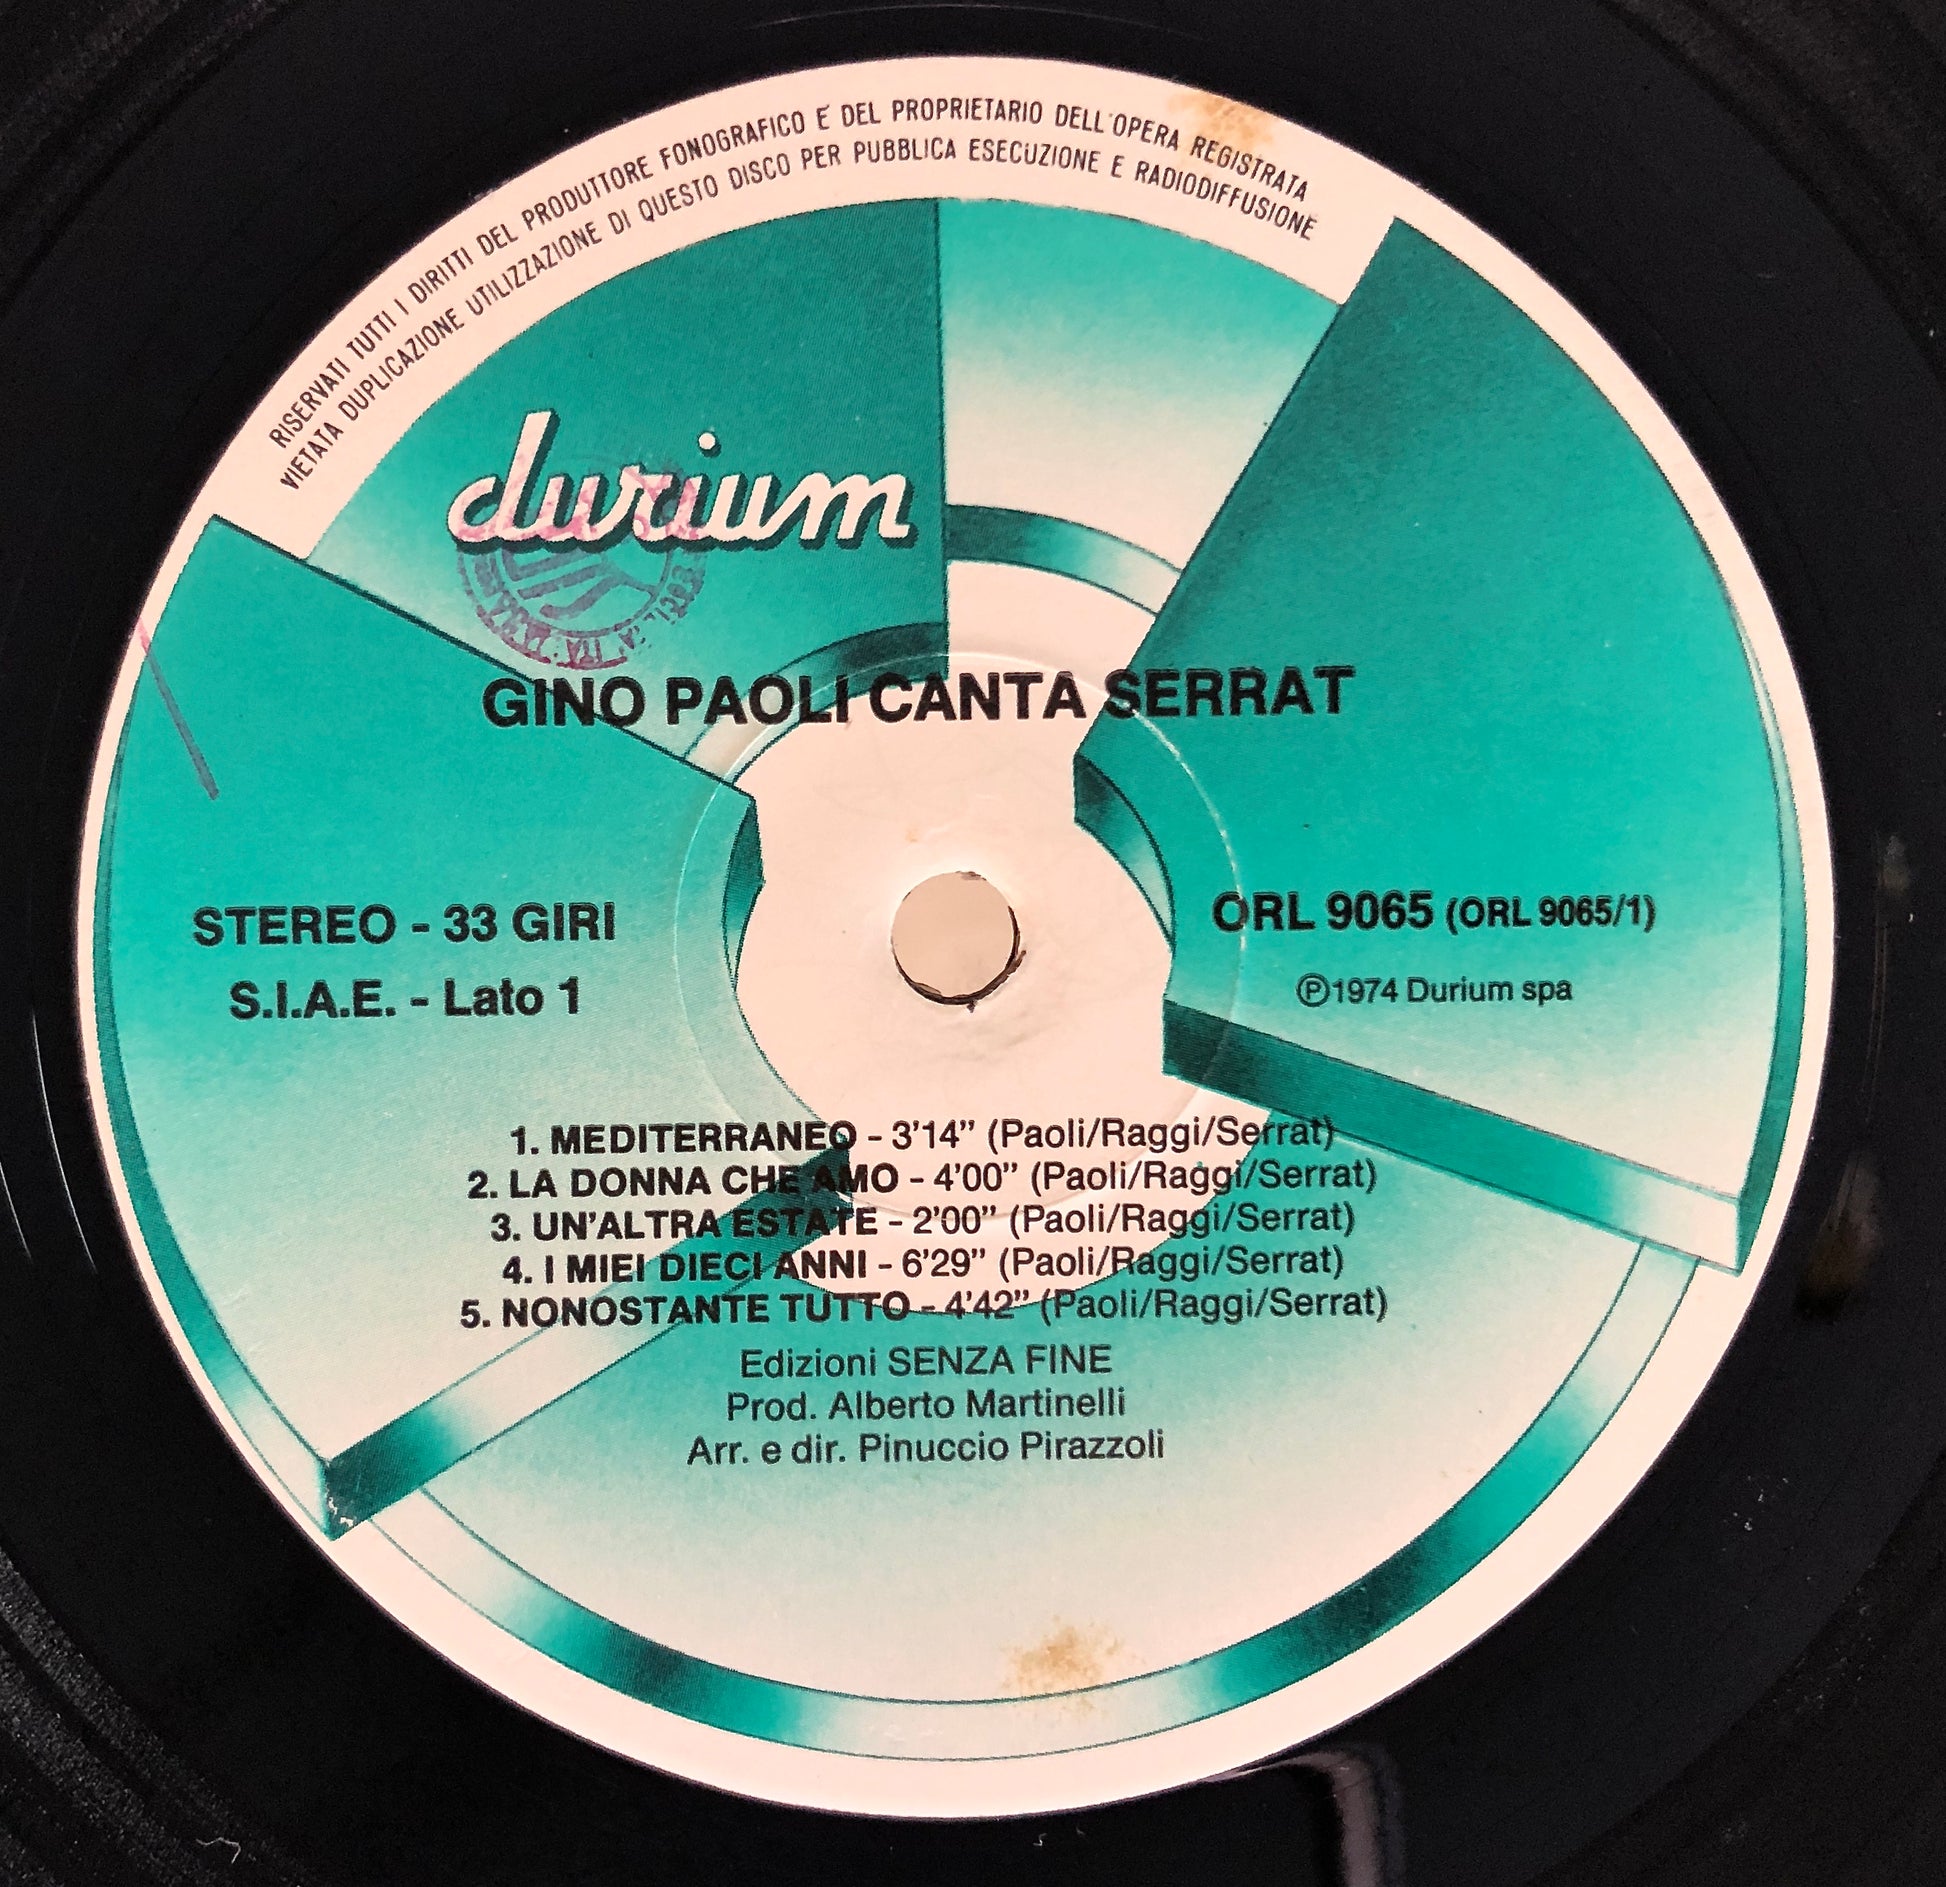 RISERVATI TUTTI I DIRITTI DEL PRODUTTORE FONOGRAFICO E DEL PROPRIETARIO DELL'OPERA REGISTRATA
VIETATA DUPLICAZIONE UTILIZZAZIONE DI QUESTO DISCO PER PUBBLICA ESECUZIONE E RADIODIFFUSIONE
durium
GINO PAOLI CANTA SERRAT
STEREO - 33 GIRI
S.I.A.E. - Lato 1
ORL 9065 (ORL 9065/1)
℗1974 Durium spa
1. MEDITERRANEO - 3'14" (Paoli/Raggi/Serrat)
2. LA DONNA CHE AMO - 4'00" (Paoli/Raggi/Serrat)
3. UN'ALTRA ESTATE - 2'00" (Paoli/Raggi/Serrat)
4. I MIEI DIECI ANNI - 6'29" (Paoli/Raggi/Serrat)
5. NONOSTANTE TUTTO - 4'42" (Paoli/Raggi/Serrat)
Edizioni SENZA FINE
Prod. Alberto Martinelli
Arr. e dir. Pinuccio Pirazzoli